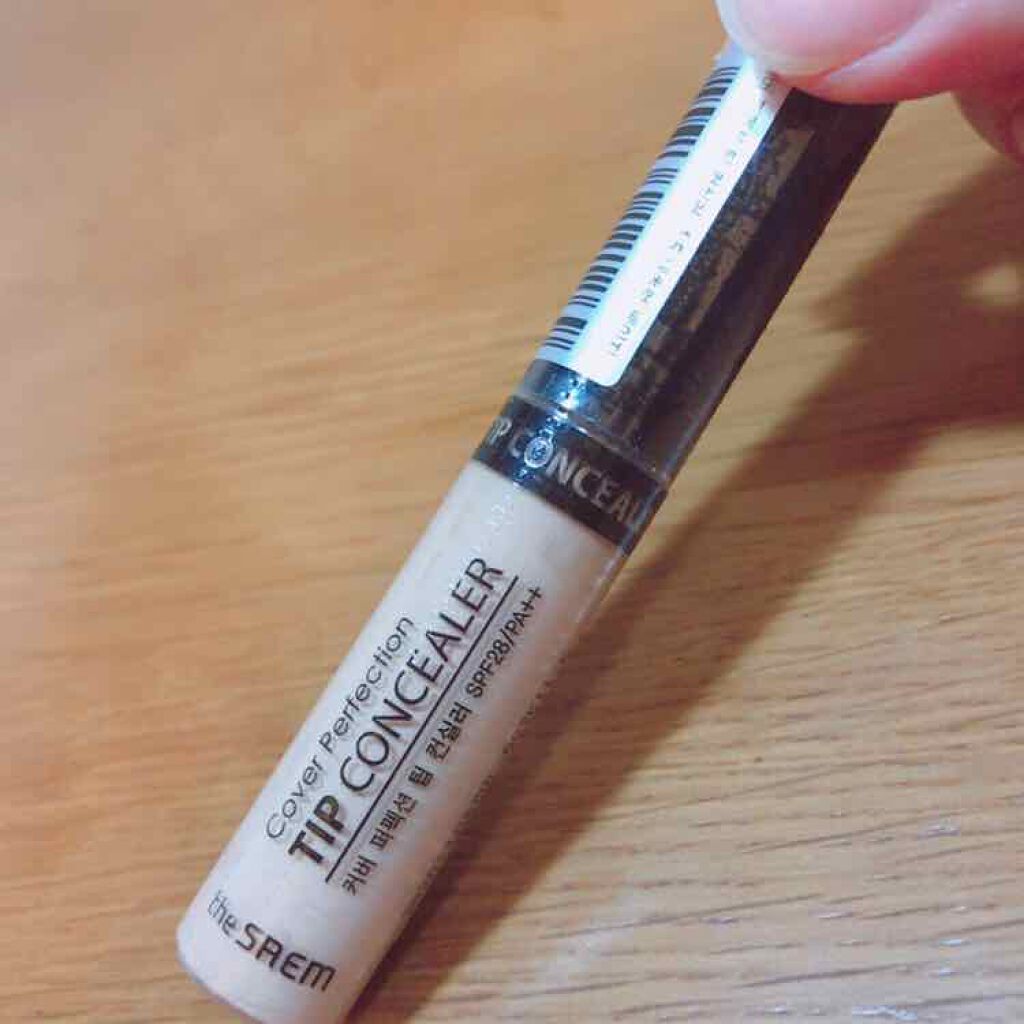 TIP CONCEAL
Cover Perfection
TIP CONCEALER
커버 퍼펙션 팁 컨실러 SPF28/PA++
the SAEM